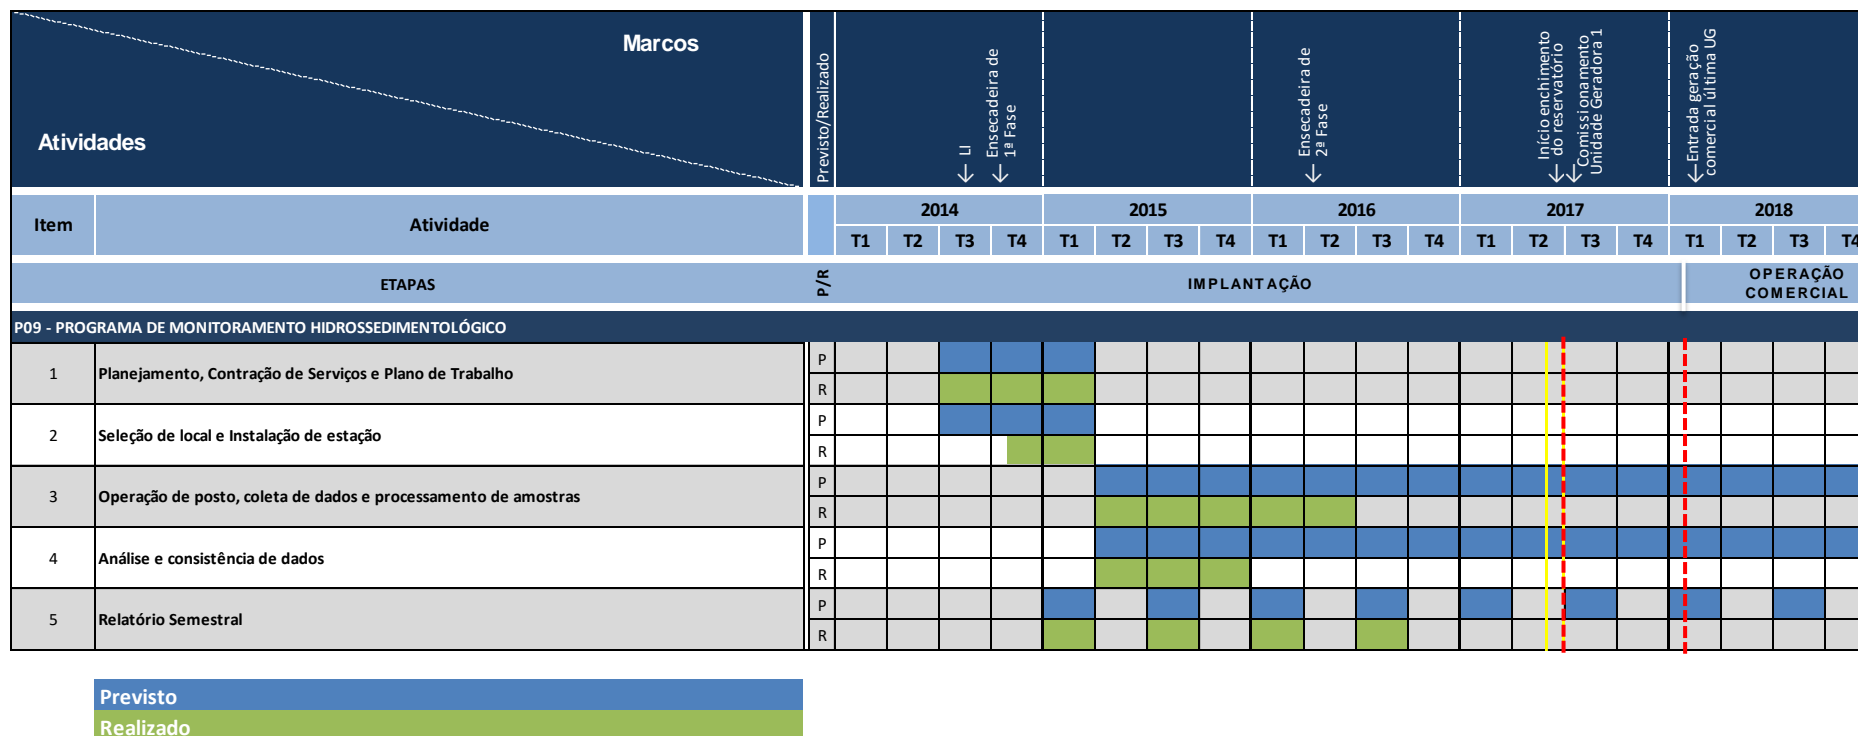 Marcos
Atividades
Previsto/Realizado
LI
Ensecadeira de
1ª Fase
Ensecadeira de
2ª Fase
Início enchimento
do reservatório
Comissionamento
Unidade Geradora 1
Entrada geração
comercial última UG
Item Atividade 2014 2015 2016 2017 2018
T1 T2 T3 T4 T1 T2 T3 T4 T1 T2 T3 T4 T1 T2 T3 T4 T1 T2 T3 T4
ETAPAS P/R IMPLANTAÇÃO OPERAÇÃO
COMERCIAL
P09 - PROGRAMA DE MONITORAMENTO HIDROSSEDIMENTOLÓGICO
1 Planejamento, Contração de Serviços e Plano de Trabalho P
R
2 Seleção de local e Instalação de estação P
R
3 Operação de posto, coleta de dados e processamento de amostras P
R
4 Análise e consistência de dados P
R
5 Relatório Semestral P
R
Previsto
Realizado